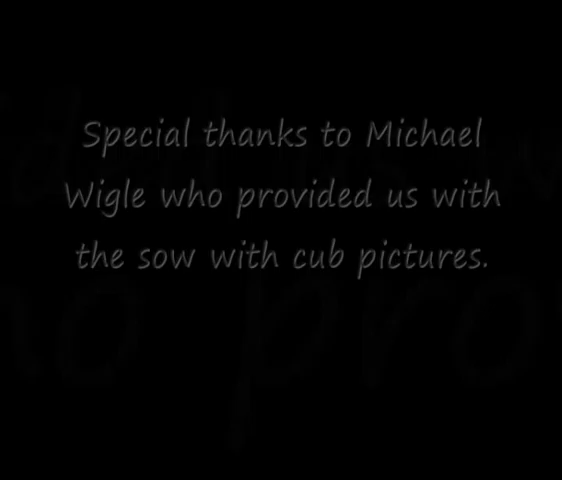 Special thanks to Michael
Wigle who provided us with
the sow with cub pictures.